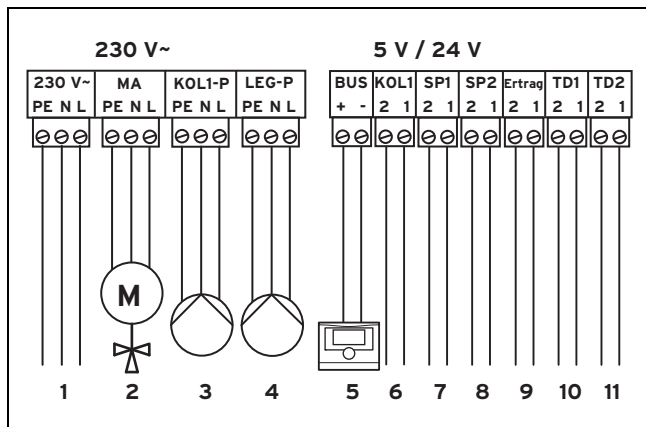 230 V~ 5 V / 24 V
230 V~ MA KOL1-P LEG-P BUS KOL1 SP1 SP2 Ertrag TD1 TD2
PE N L PE N L PE N L PE N L + - 2 1 2 1 2 1 2 1 2 1 2 1
M
1 2 3 4 5 6 7 8 9 10 11